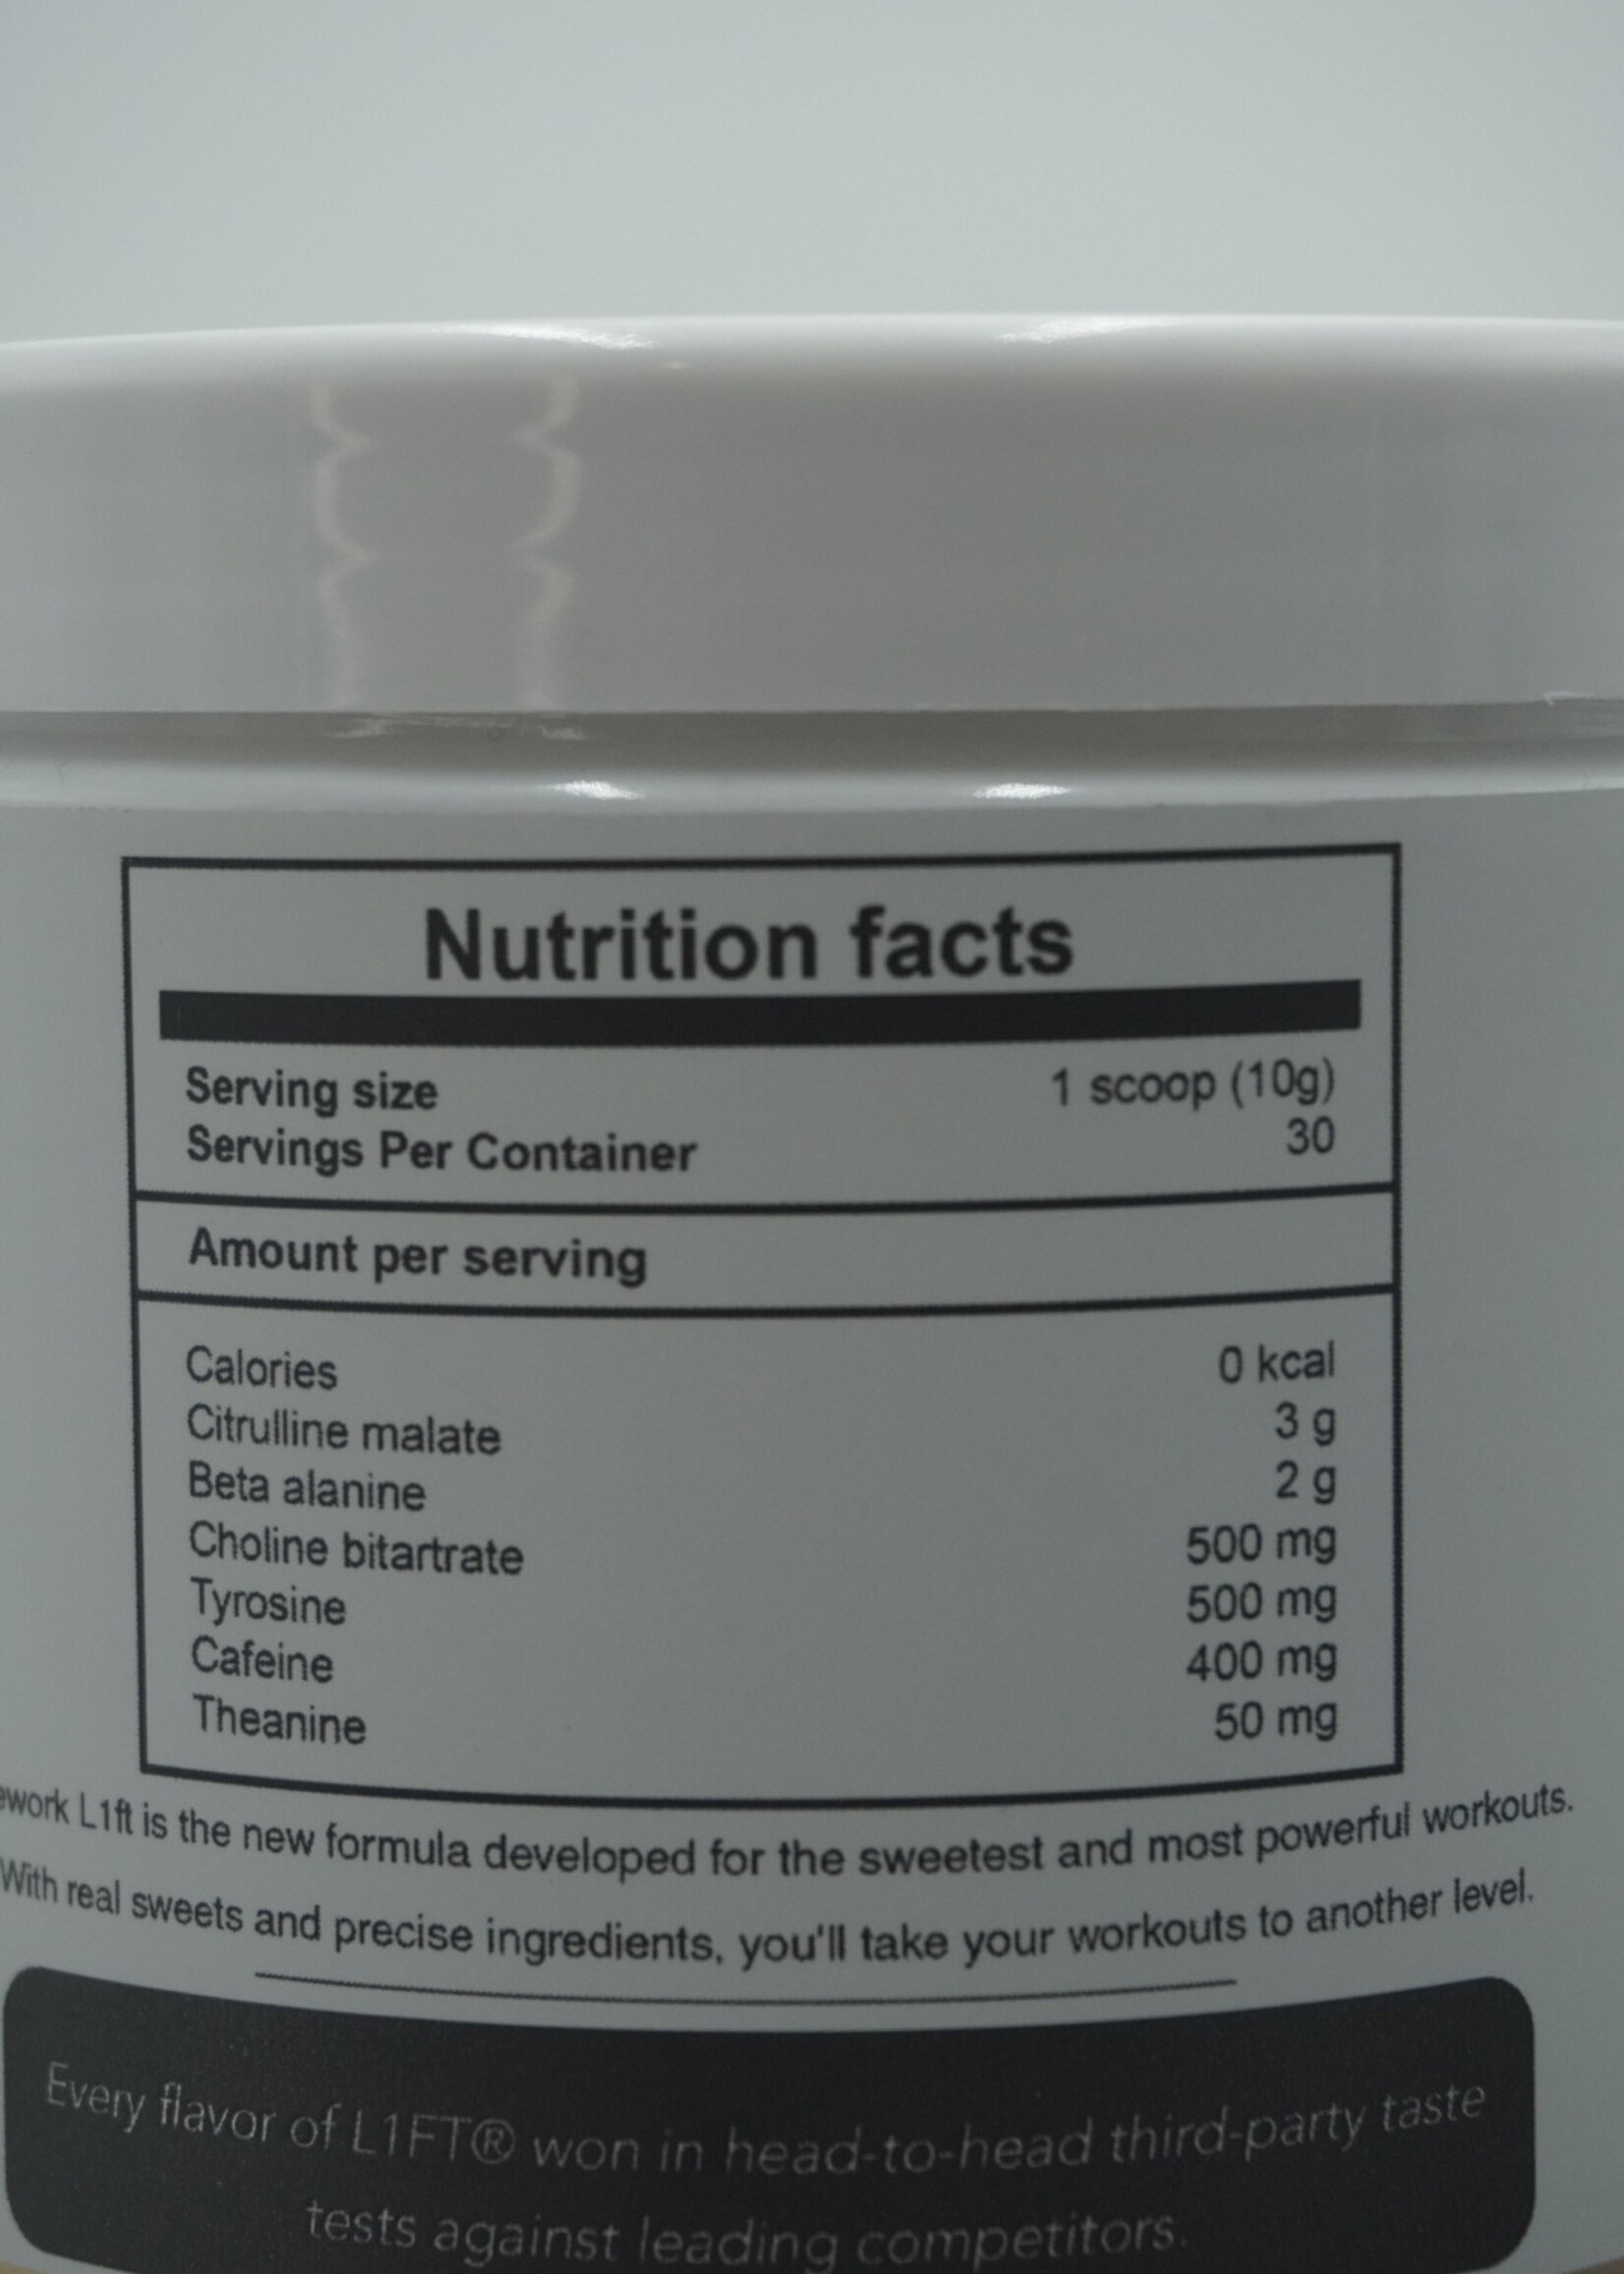 Nutrition facts
Serving size 1 scoop (10g)
Servings Per Container 30
Amount per serving
Calories 0 kcal
Citrulline malate 3 g
Beta alanine 2 g
Choline bitartrate 500 mg
Tyrosine 500 mg
Cafeine 400 mg
Theanine 50 mg
ework L1ft is the new formula developed for the sweetest and most powerful workouts.
With real sweets and precise ingredients, you'll take your workouts to another level.
Every flavor of L1FT® won in head-to-head third-party taste
tests against leading competitors.